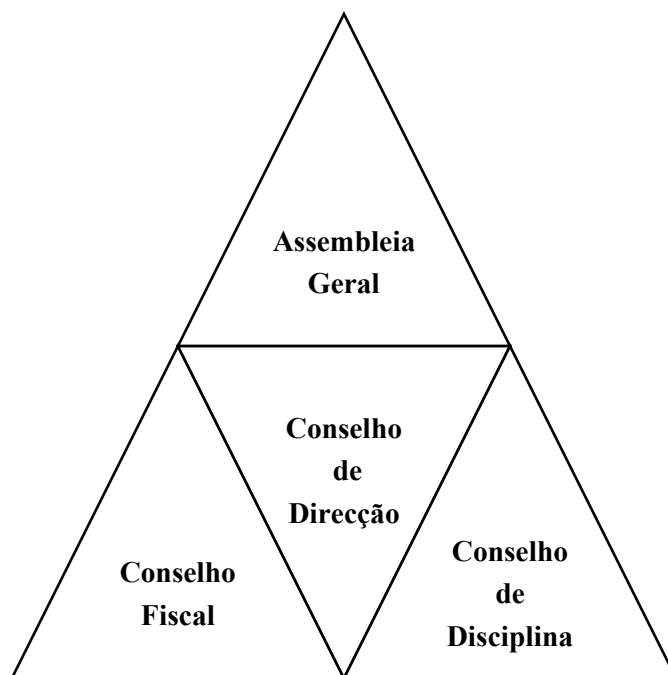 Assembleia
Geral
Conselho
de
Direcção
Conselho
Fiscal
Conselho
de
Disciplina